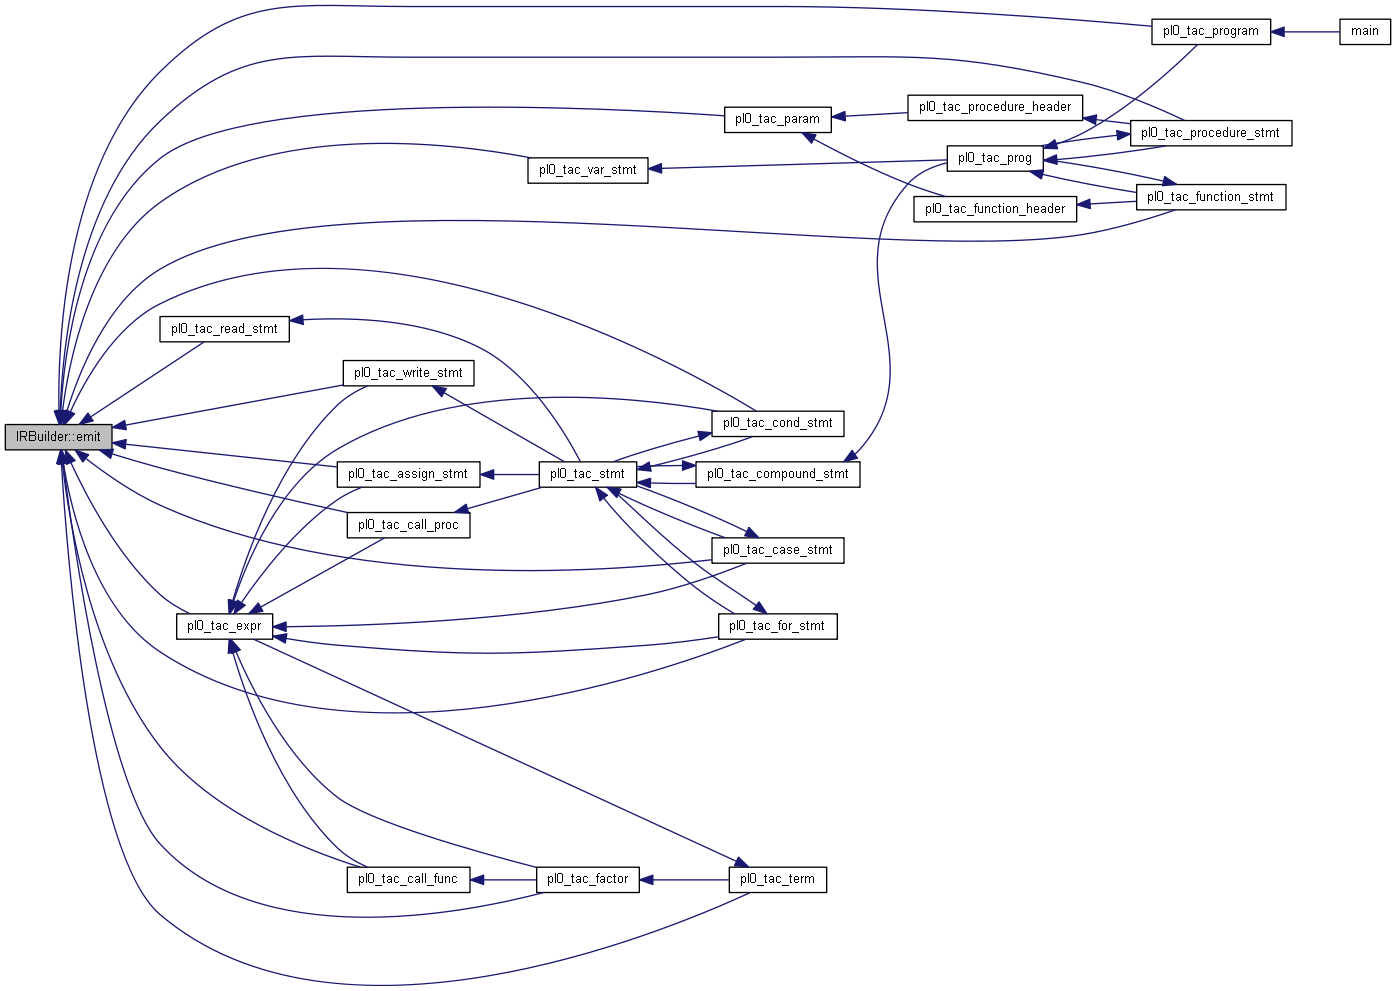 pl0_tac_program
main
pl0_tac_procedure_header
pl0_tac_param
pl0_tac_procedure_stmt
pl0_tac_prog
pl0_tac_var_stmt
pl0_tac_function_stmt
pl0_tac_function_header
pl0_tac_read_stmt
pl0_tac_write_stmt
pl0_tac_cond_stmt
IRBuilder::emit
pl0_tac_assign_stmt
pl0_tac_stmt
pl0_tac_compound_stmt
pl0_tac_call_proc
pl0_tac_case_stmt
pl0_tac_expr
pl0_tac_for_stmt
pl0_tac_call_func
pl0_tac_factor
pl0_tac_term